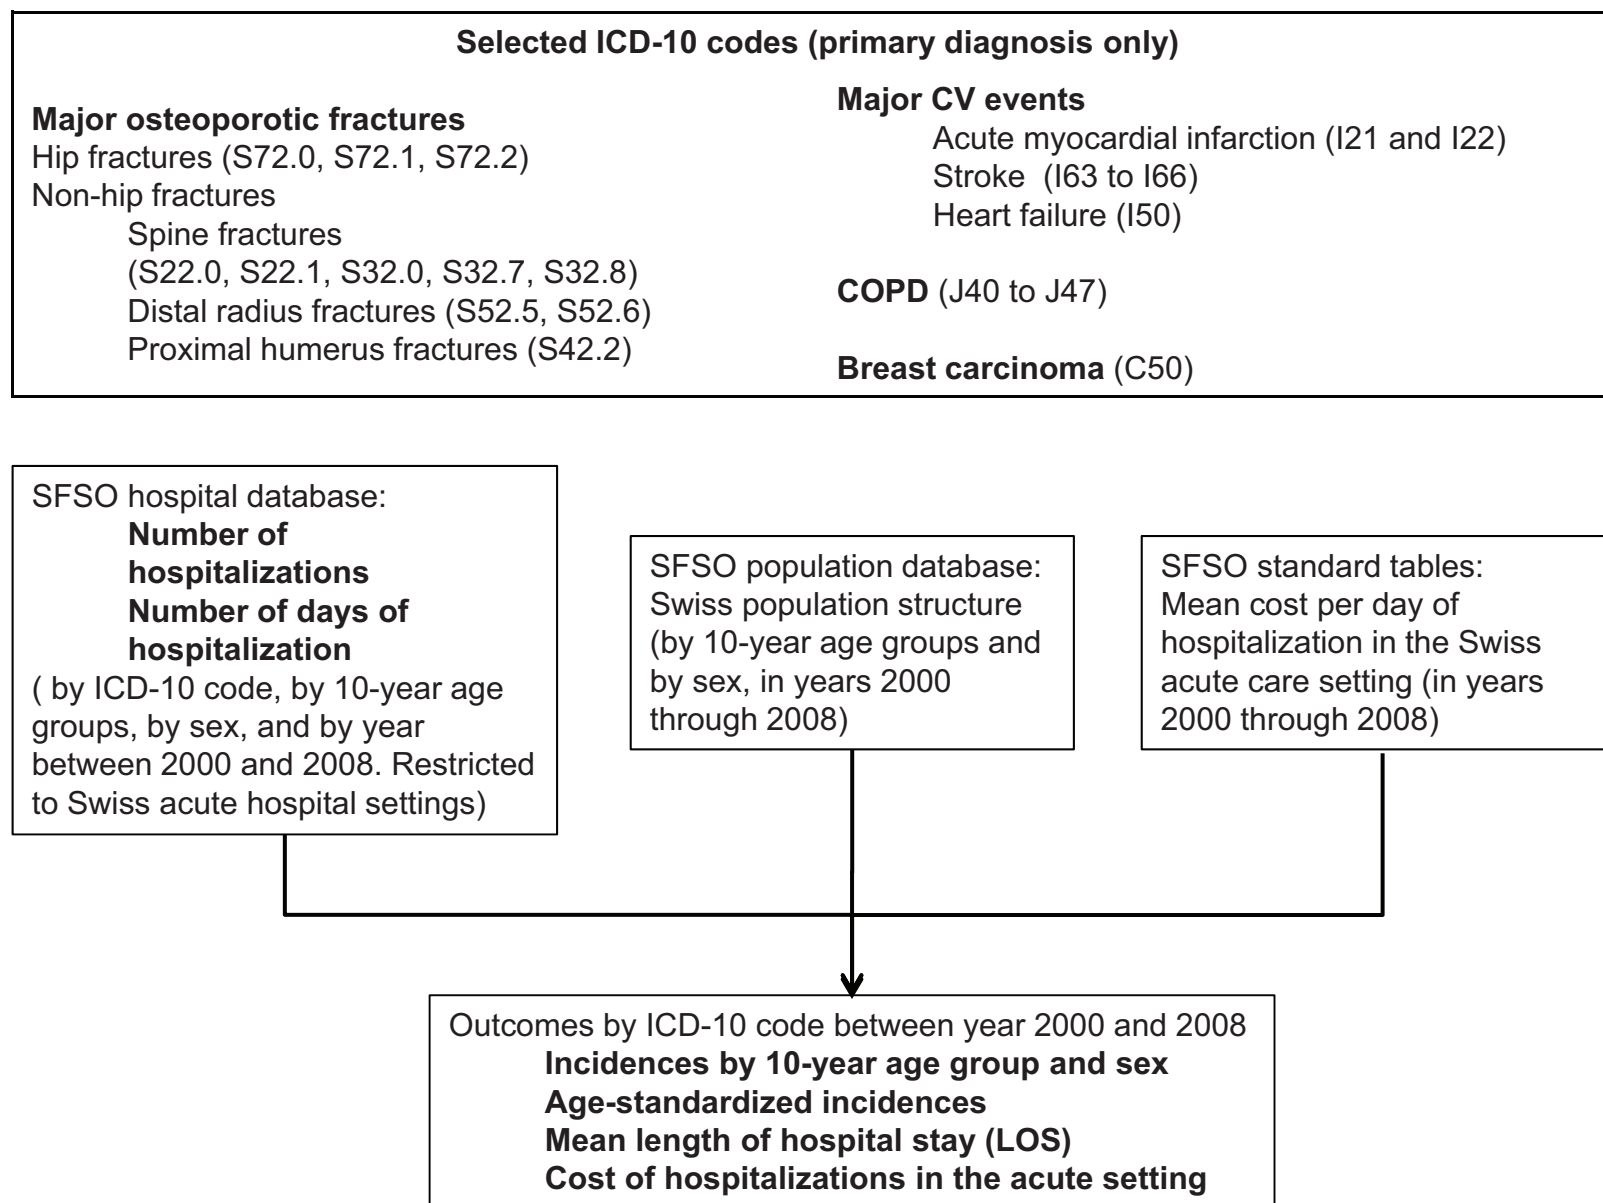 Selected ICD-10 codes (primary diagnosis only)
Major osteoporotic fractures
Hip fractures (S72.0, S72.1, S72.2)
Non-hip fractures
Spine fractures
(S22.0, S22.1, S32.0, S32.7, S32.8)
Distal radius fractures (S52.5, S52.6)
Proximal humerus fractures (S42.2)
Major CV events
Acute myocardial infarction (I21 and I22)
Stroke  (I63 to I66)
Heart failure (I50)
COPD (J40 to J47)
Breast carcinoma (C50)
SFSO hospital database:
Number of
hospitalizations
Number of days of
hospitalization
( by ICD-10 code, by 10-year age
groups, by sex, and by year
between 2000 and 2008. Restricted
to Swiss acute hospital settings)
SFSO population database:
Swiss population structure
(by 10-year age groups and
by sex, in years 2000
through 2008)
SFSO standard tables:
Mean cost per day of
hospitalization in the Swiss
acute care setting (in years
2000 through 2008)
Outcomes by ICD-10 code between year 2000 and 2008
Incidences by 10-year age group and sex
Age-standardized incidences
Mean length of hospital stay (LOS)
Cost of hospitalizations in the acute setting